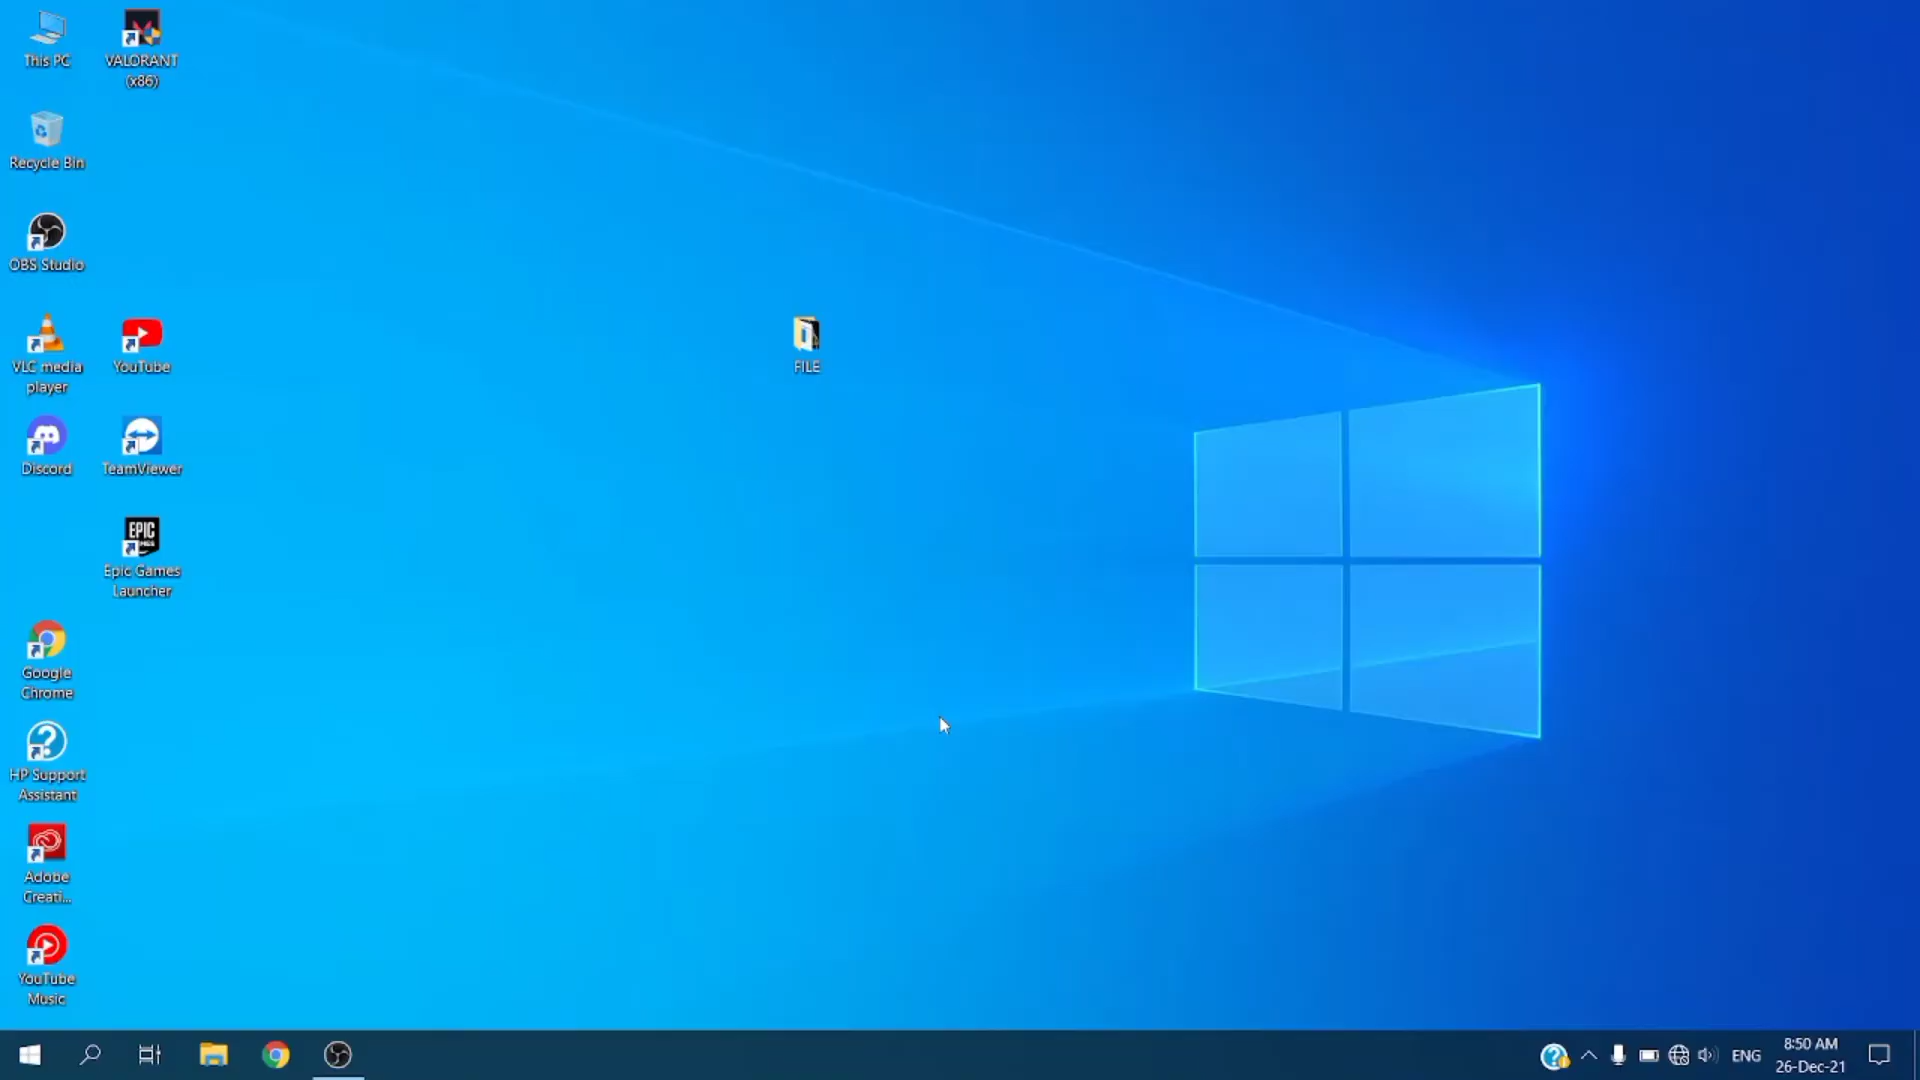 This PC
VALORANT
(x86)
Recycle Bin
OBS Studio
VLC media
player
YouTube
FILE
Discord
TeamViewer
EPIC
Epic Games
Launcher
Google
Chrome
HP Support
Assistant
Adobe
Creati...
YouTube
Music
ENG
8:50 AM
26-Dec-21